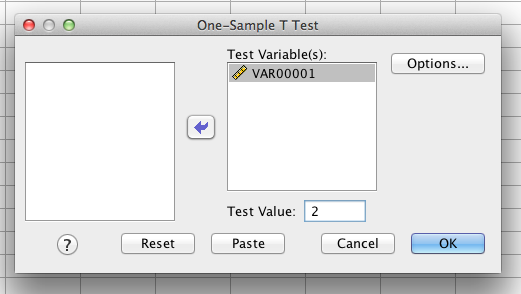 One-Sample T Test
Test Variable(s):
VAR00001
Options...
Test Value: 2
?
Reset
Paste
Cancel
OK